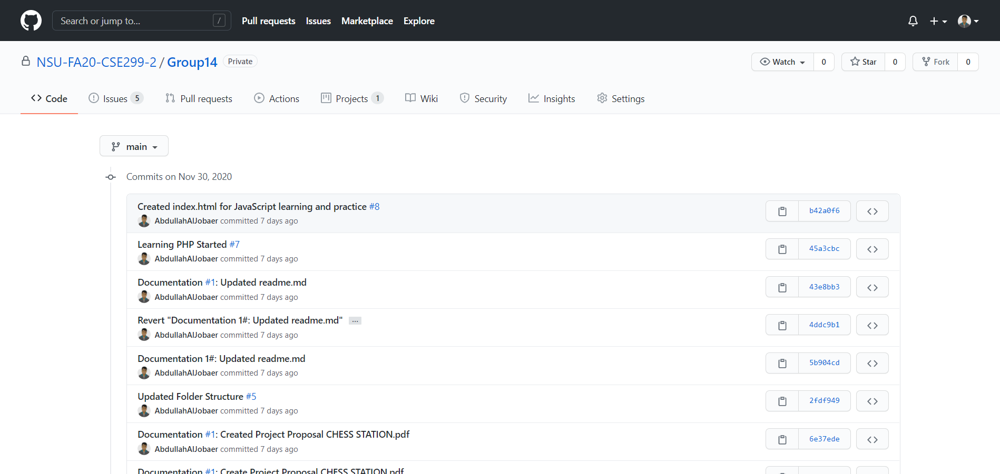 Search or jump to... /
Pull requests Issues Marketplace Explore
NSU-FA20-CSE299-2 / Group14 Private
Watch 0 Star 0 Fork 0
Code Issues 5 Pull requests Actions Projects 1 Wiki Security Insights Settings
main
Commits on Nov 30, 2020
Created index.html for JavaScript learning and practice #8
AbdullahAlJobaer committed 7 days ago
b42a0f6
Learning PHP Started #7
AbdullahAlJobaer committed 7 days ago
45a3cbc
Documentation #1: Updated readme.md
AbdullahAlJobaer committed 7 days ago
43e8bb3
Revert "Documentation 1#: Updated readme.md" ...
AbdullahAlJobaer committed 7 days ago
4ddc9b1
Documentation 1#: Updated readme.md
AbdullahAlJobaer committed 7 days ago
5b904cd
Updated Folder Structure #5
AbdullahAlJobaer committed 7 days ago
2fdf949
Documentation #1: Created Project Proposal CHESS STATION.pdf
AbdullahAlJobaer committed 7 days ago
6e37ede
Documentation #1: Create Project Proposal CHESS STATION.pdf